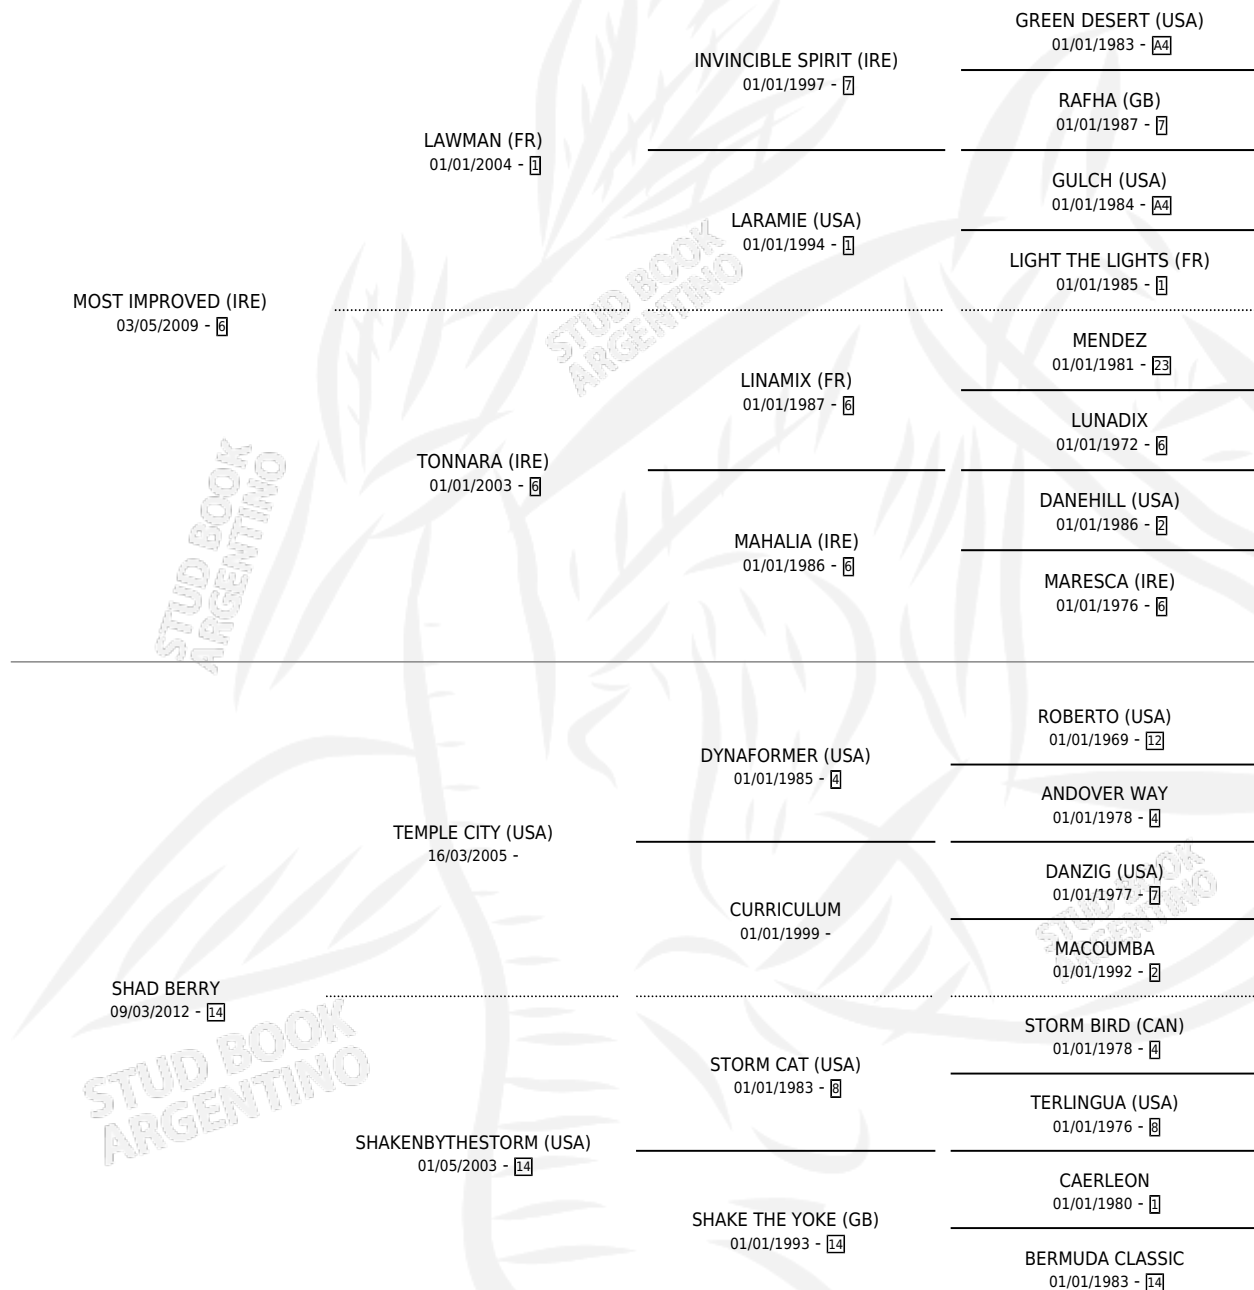 GREEN DESERT (USA)
01/01/1983 - A4
INVINCIBLE SPIRIT (IRE)
01/01/1997 - 7
RAFHA (GB)
01/01/1987 - 7
LAWMAN (FR)
01/01/2004 - 1
GULCH (USA)
01/01/1984 - A4
LARAMIE (USA)
01/01/1994 - 1
LIGHT THE LIGHTS (FR)
01/01/1985 - 1
MOST IMPROVED (IRE)
03/05/2009 - 6
MENDEZ
01/01/1981 - 23
LINAMIX (FR)
01/01/1987 - 6
LUNADIX
01/01/1972 - 6
TONNARA (IRE)
01/01/2003 - 6
DANEHILL (USA)
01/01/1986 - 2
MAHALIA (IRE)
01/01/1986 - 6
MARESCA (IRE)
01/01/1976 - 6
ROBERTO (USA)
01/01/1969 - 12
DYNAFORMER (USA)
01/01/1985 - 4
ANDOVER WAY
01/01/1978 - 4
TEMPLE CITY (USA)
16/03/2005 -
DANZIG (USA)
01/01/1977 - 7
CURRICULUM
01/01/1999 -
MACOUMBA
01/01/1992 - 2
SHAD BERRY
09/03/2012 - 14
STORM BIRD (CAN)
01/01/1978 - 4
STORM CAT (USA)
01/01/1983 - 8
TERLINGUA (USA)
01/01/1976 - 8
SHAKENBYTHESTORM (USA)
01/05/2003 - 14
CAERLEON
01/01/1980 - 1
SHAKE THE YOKE (GB)
01/01/1993 - 14
BERMUDA CLASSIC
01/01/1983 - 14
STUD BOOK
ARGENTINO
STUD BOOK
ARGENTINO
STUD BOOK
ARGENTINO
STUD BOOK
ARGENTINO